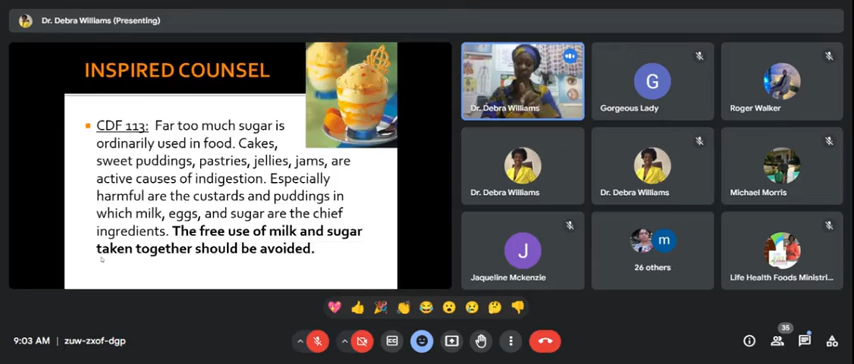 Dr. Debra Williams (Presenting)
INSPIRED COUNSEL
CDF 113: Far too much sugar is
ordinarily used in food. Cakes,
sweet puddings, pastries, jellies, jams, are
active causes of indigestion. Especially
harmful are the custards and puddings in
which milk, eggs, and sugar are the chief
ingredients. The free use of milk and sugar
taken together should be avoided.
Dr. Debra Williams
G
Gorgeous Lady
Roger Walker
Dr. Debra Williams
Dr. Debra Williams
Michael Morris
J
Jaqueline Mckenzie
m
26 others
Life Health Foods Ministri...
9:03 AM | zuw-zxof-dgp
CC
35